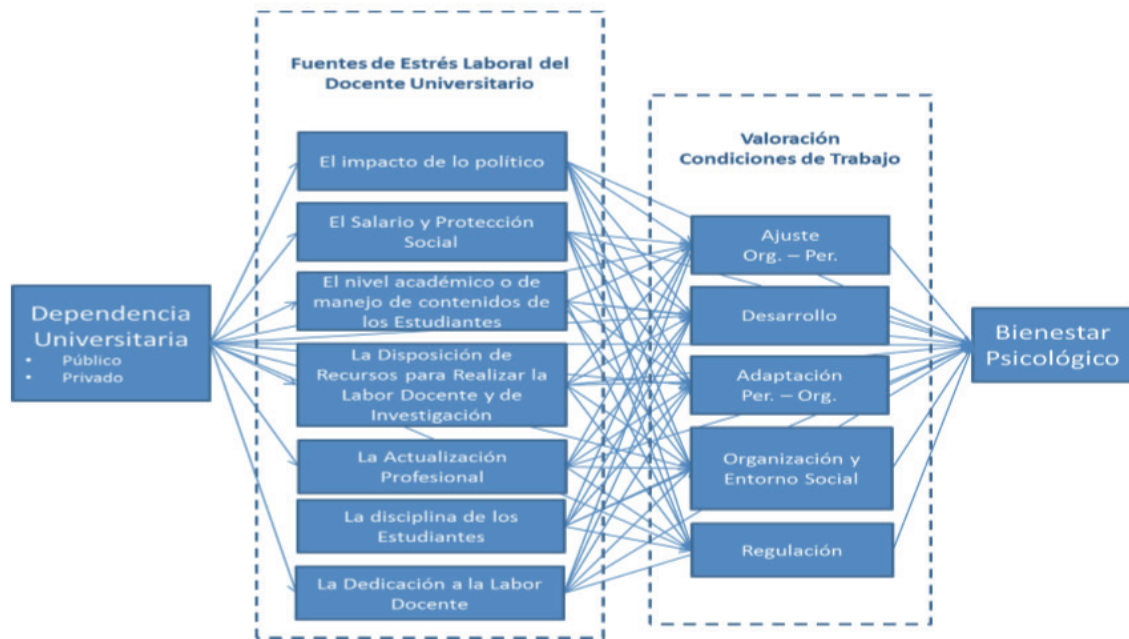 Fuentes de Estrés Laboral del
Docente Universitario
El impacto de lo político
El Salario y Protección
Social
El nivel académico o de
manejo de contenidos de
los Estudiantes
La Disposición de
Recursos para Realizar la
Labor Docente y de
Investigación
La Actualización
Profesional
La disciplina de los
Estudiantes
La Dedicación a la Labor
Docente
Dependencia
Universitaria
• Público
• Privado
Valoración
Condiciones de Trabajo
Ajuste
Org. – Per.
Desarrollo
Adaptación
Per. – Org.
Organización y
Entorno Social
Regulación
Bienestar
Psicológico